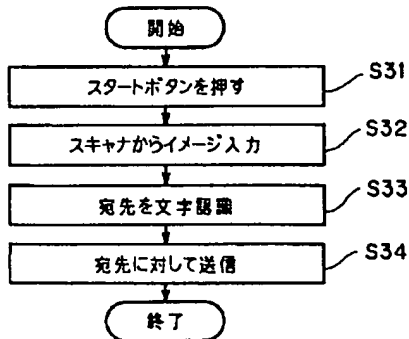 開始
スタートボタンを押す
S31
スキャナからイメージ入力
S32
宛先を文字認識
S33
宛先に対して送信
S34
終了